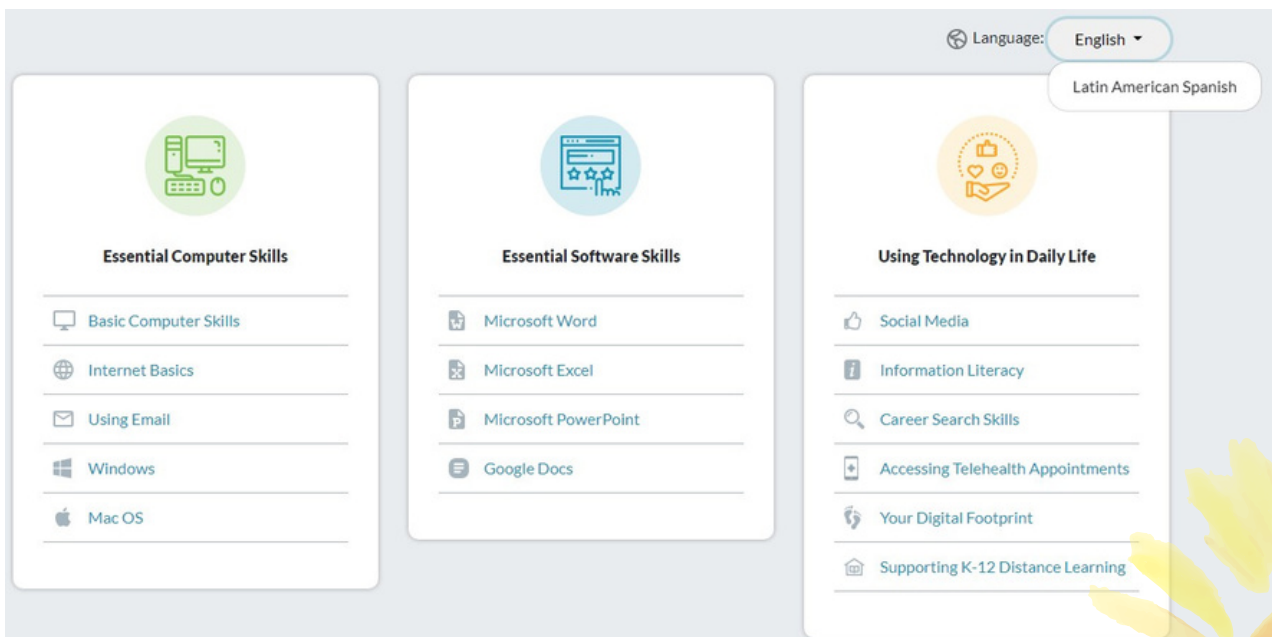 Language: English
Latin American Spanish
Essential Computer Skills
Basic Computer Skills
Internet Basics
Using Email
Windows
Mac OS
Essential Software Skills
Microsoft Word
Microsoft Excel
Microsoft PowerPoint
Google Docs
Using Technology in Daily Life
Social Media
Information Literacy
Career Search Skills
Accessing Telehealth Appointments
Your Digital Footprint
Supporting K-12 Distance Learning